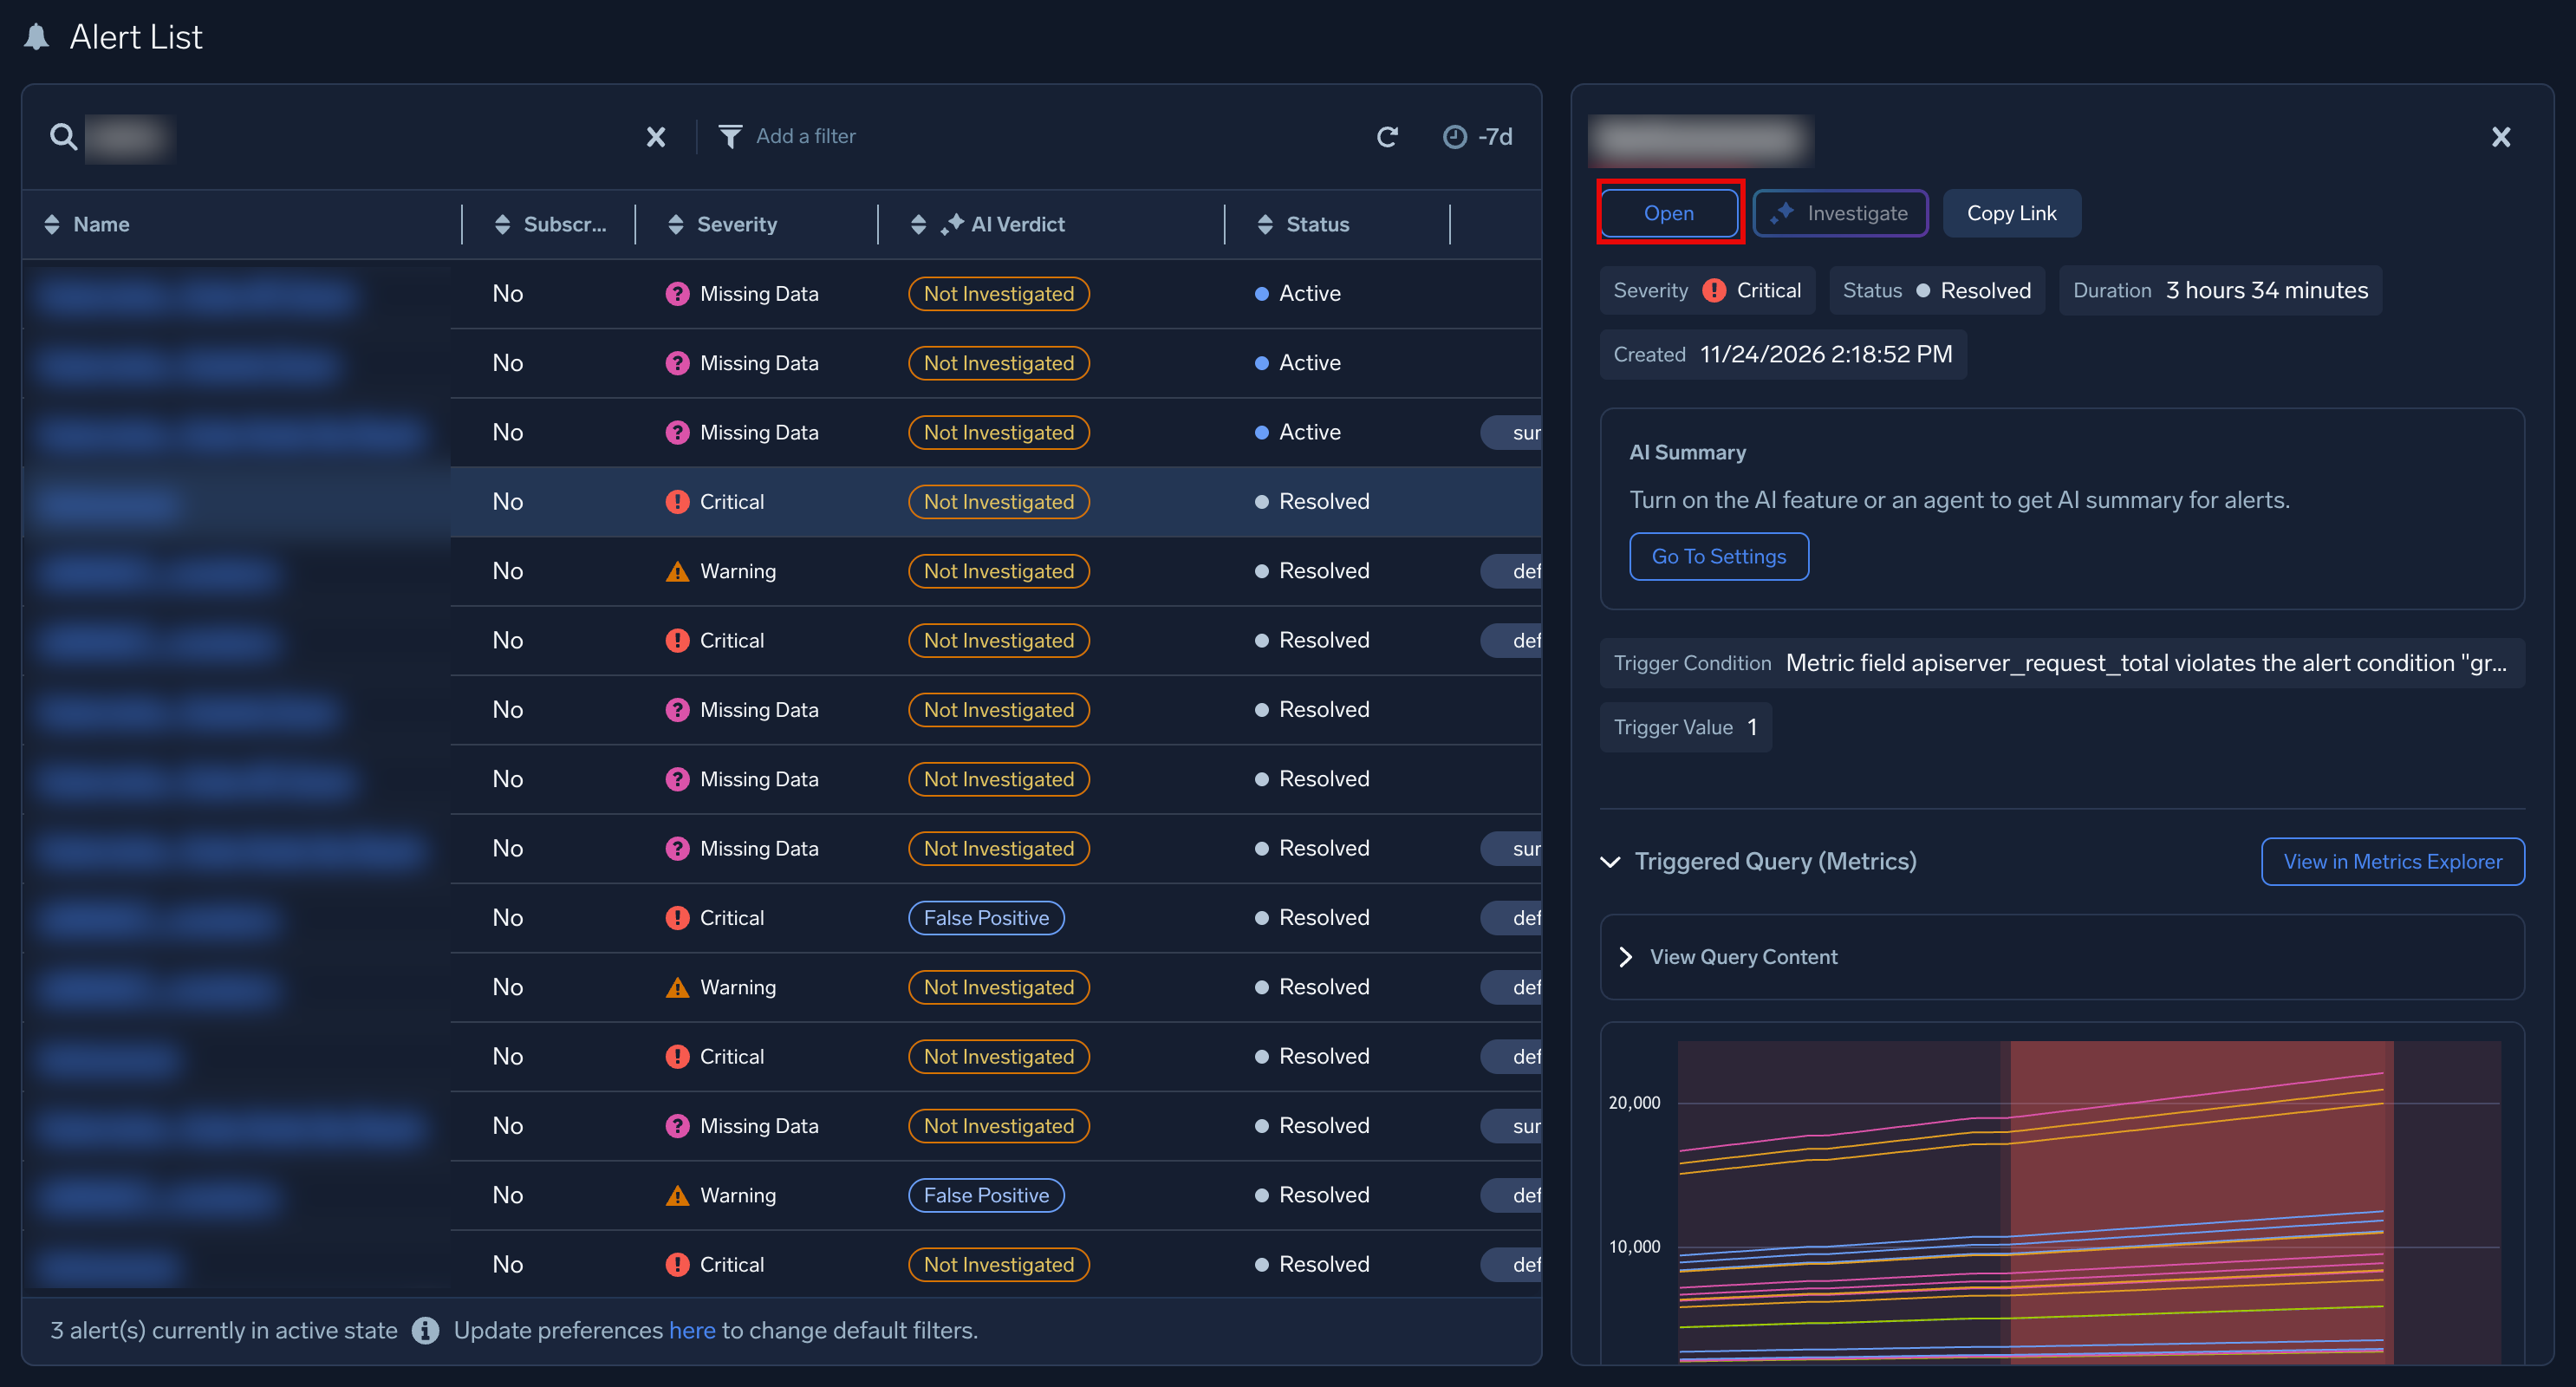 Alert List
Add a filter
-7d
Name Subscr... Severity AI Verdict Status
No Missing Data Not Investigated Active
No Missing Data Not Investigated Active
No Missing Data Not Investigated Active sur
No Critical Not Investigated Resolved
No Warning Not Investigated Resolved def
No Critical Not Investigated Resolved def
No Missing Data Not Investigated Resolved
No Missing Data Not Investigated Resolved
No Missing Data Not Investigated Resolved sur
No Critical False Positive Resolved def
No Warning Not Investigated Resolved def
No Critical Not Investigated Resolved def
No Missing Data Not Investigated Resolved sur
No Warning False Positive Resolved def
No Critical Not Investigated Resolved def
3 alert(s) currently in active state Update preferences here to change default filters.
Open Investigate Copy Link
Severity Critical Status Resolved Duration 3 hours 34 minutes
Created 11/24/2026 2:18:52 PM
AI Summary
Turn on the AI feature or an agent to get AI summary for alerts.
Go To Settings
Trigger Condition Metric field apiserver_request_total violates the alert condition "gr...
Trigger Value 1
Triggered Query (Metrics) View in Metrics Explorer
View Query Content
20,000
10,000